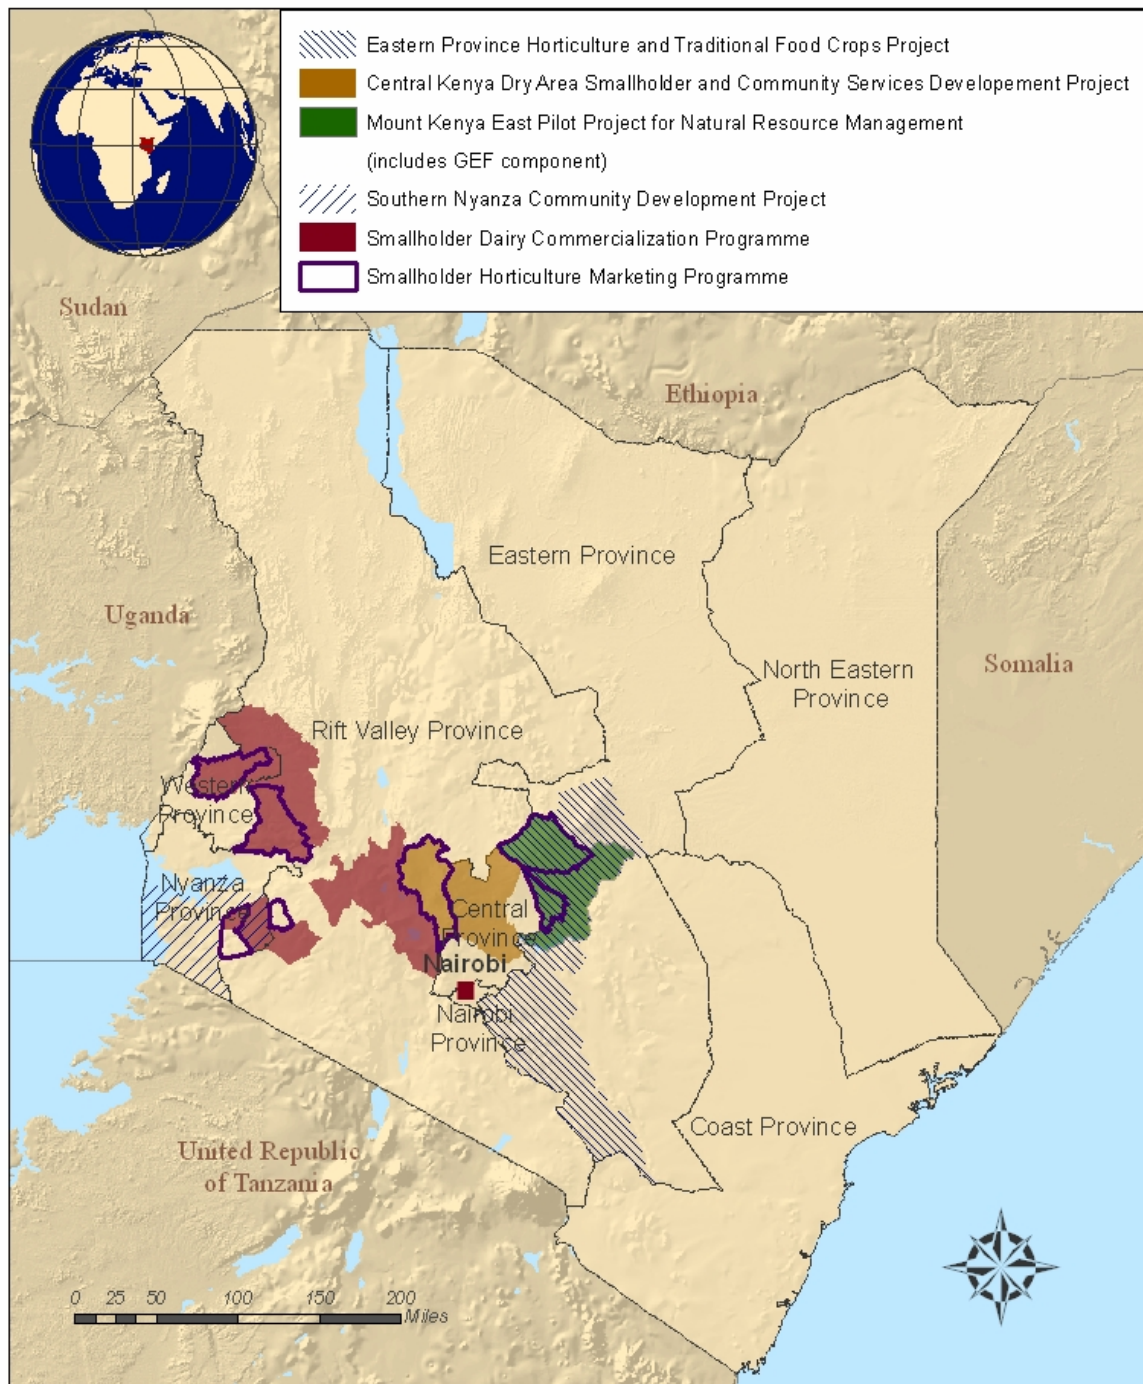 Eastern Province Horticulture and Traditional Food Crops Project
Central Kenya Dry Area Smallholder and Community Services Developement Project
Mount Kenya East Pilot Project for Natural Resource Management
(includes GEF component)
Southern Nyanza Community Development Project
Smallholder Dairy Commercialization Programme
Smallholder Horticulture Marketing Programme
Sudan
Ethiopia
Eastern Province
Uganda
Somalia
North Eastern
Province
Rift Valley Province
Western
Province
Nyanza
Province
Central
Province
Nairobi
Nairobi
Province
Coast Province
United Republic
of Tanzania
0 25 50 100 150 200
Miles